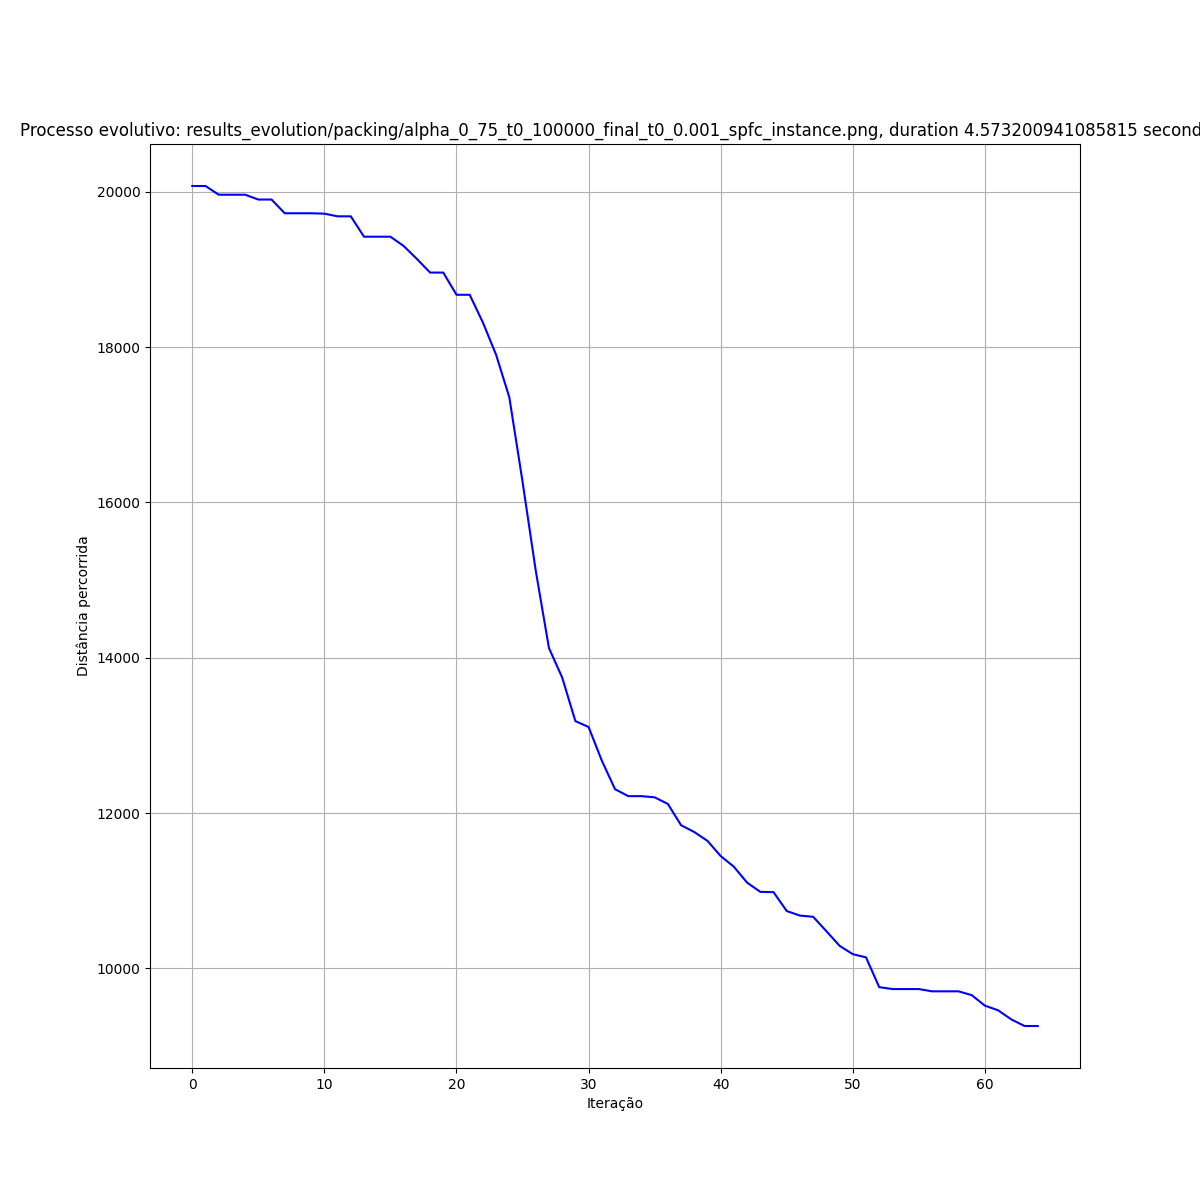 Processo evolutivo: results_evolution/packing/alpha_0_75_t0_100000_final_t0_0.001_spfc_instance.png, duration 4.573200941085815 second
20000
18000
16000
14000
12000
10000
Distância percorrida
0 10 20 30 40 50 60
Iteração